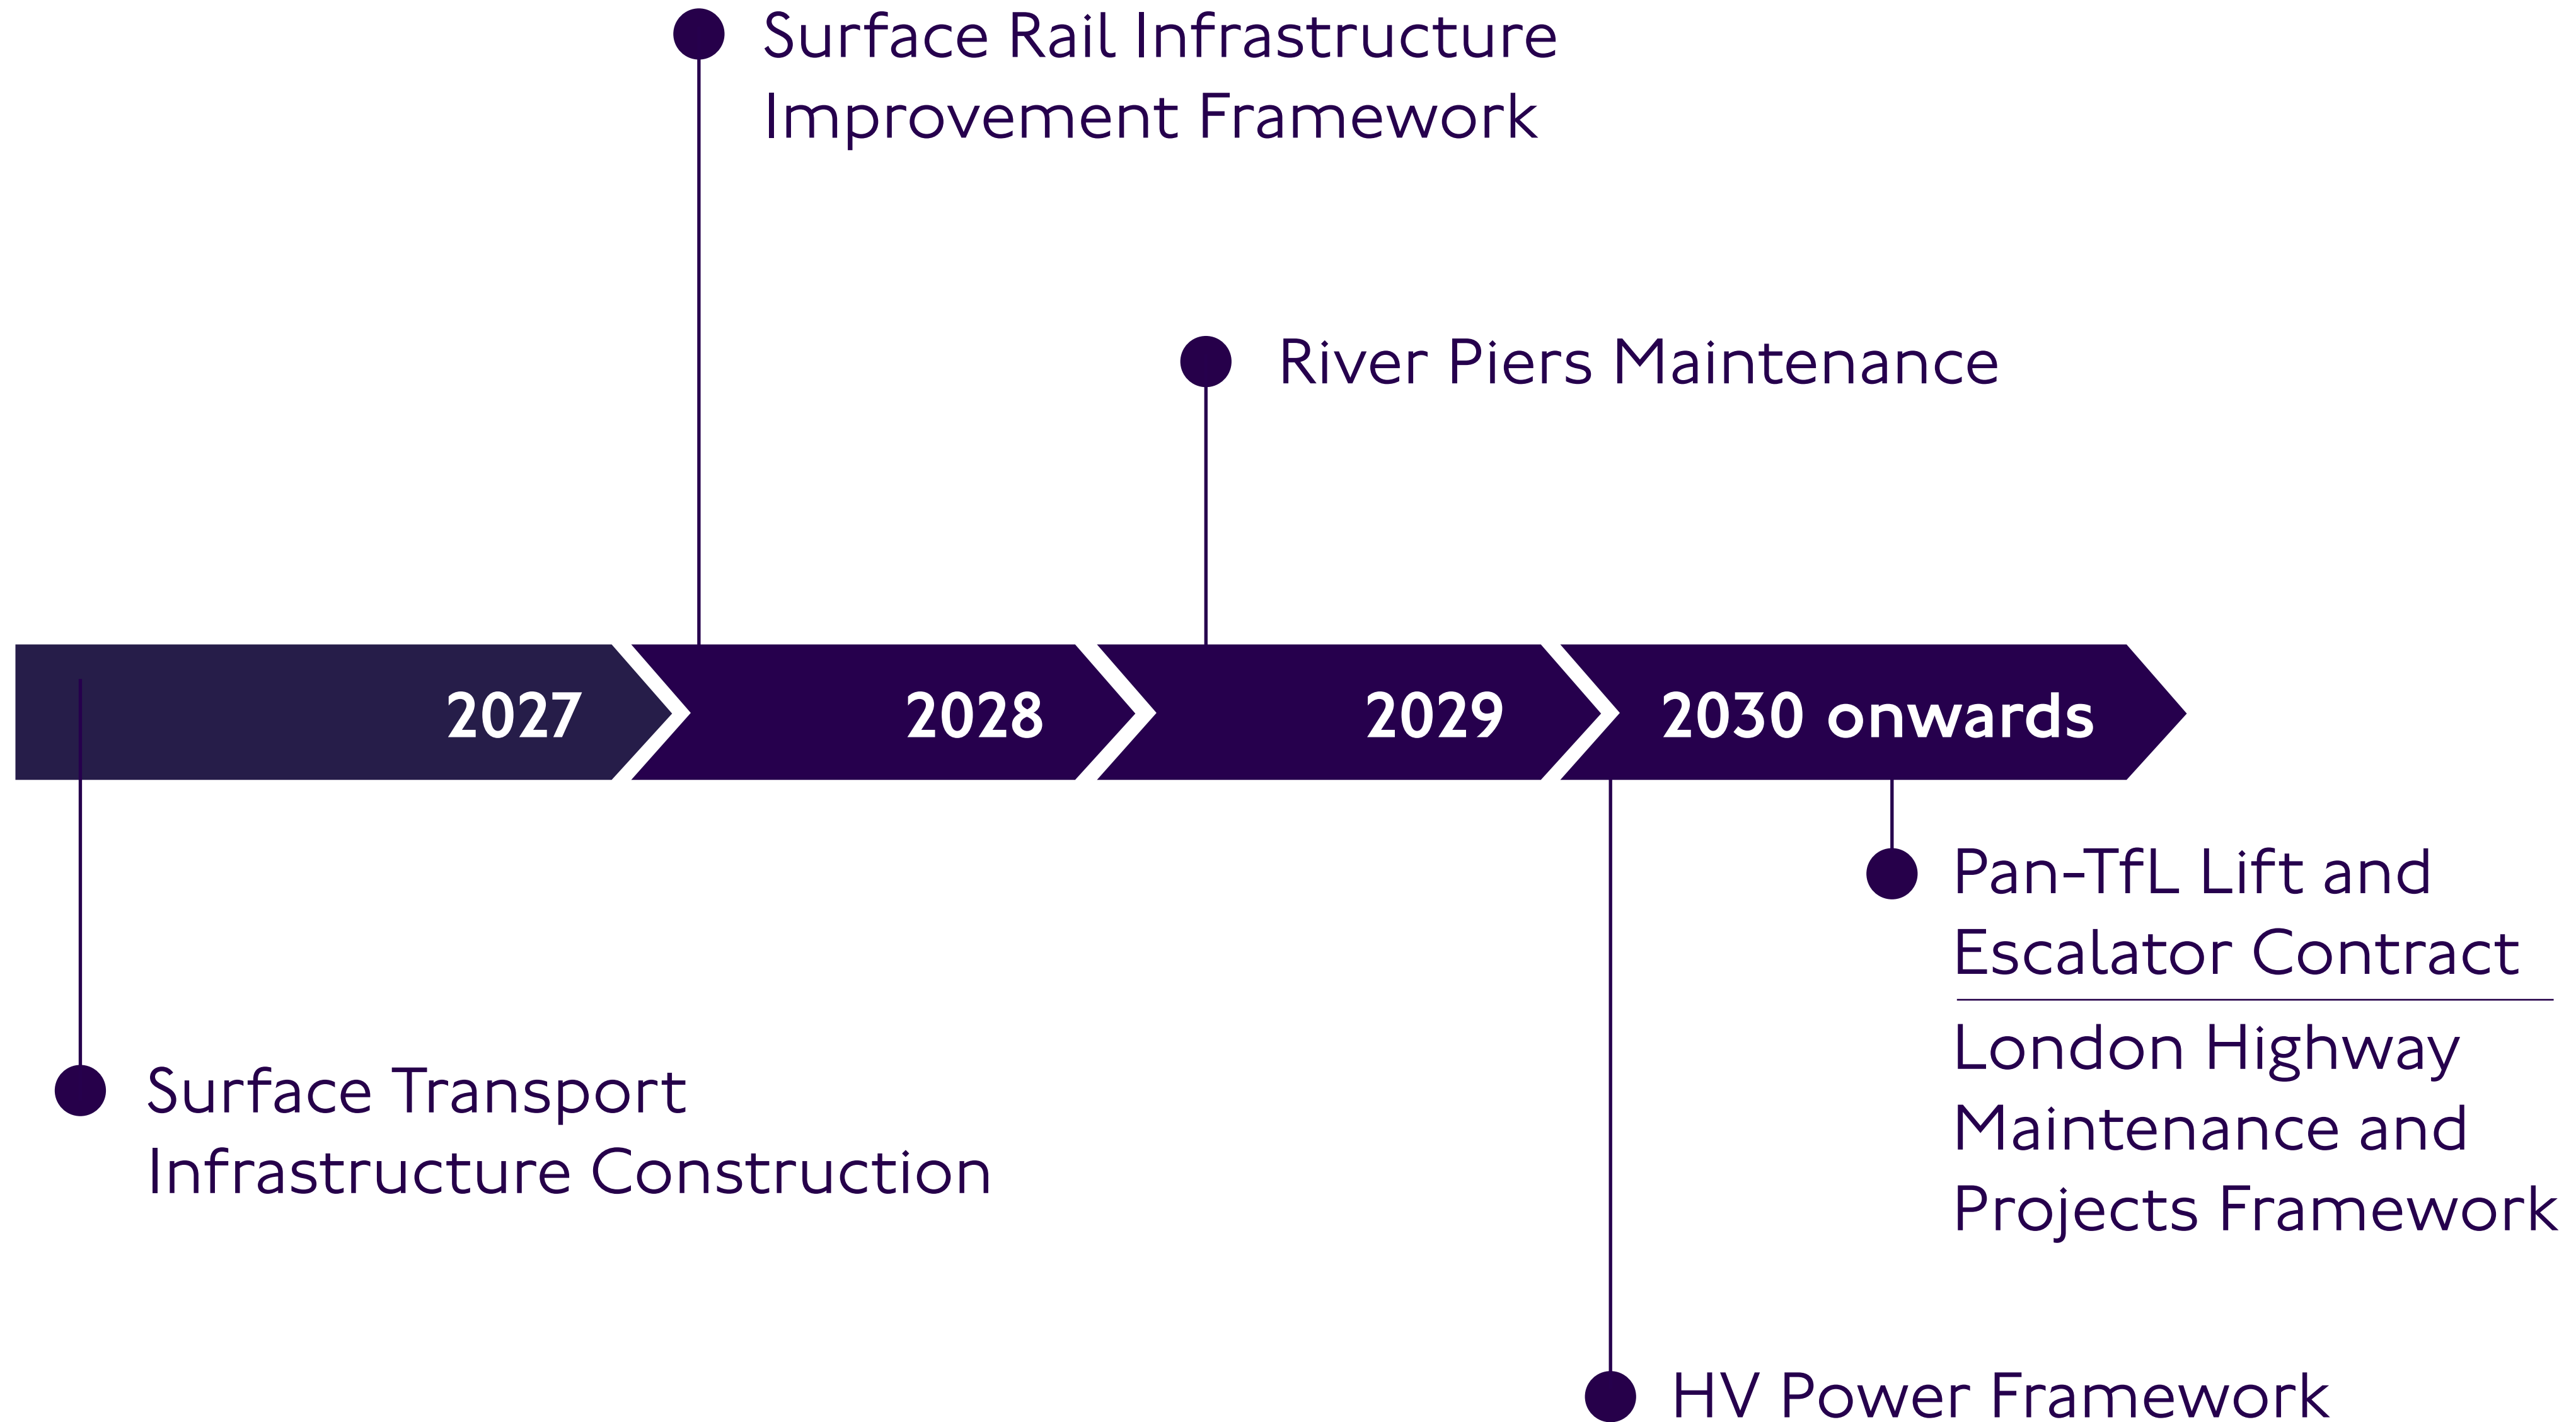 Surface Rail Infrastructure
Improvement Framework
River Piers Maintenance
2027
2028
2029
2030 onwards
Pan-TfL Lift and
Escalator Contract
London Highway
Maintenance and
Projects Framework
Surface Transport
Infrastructure Construction
HV Power Framework